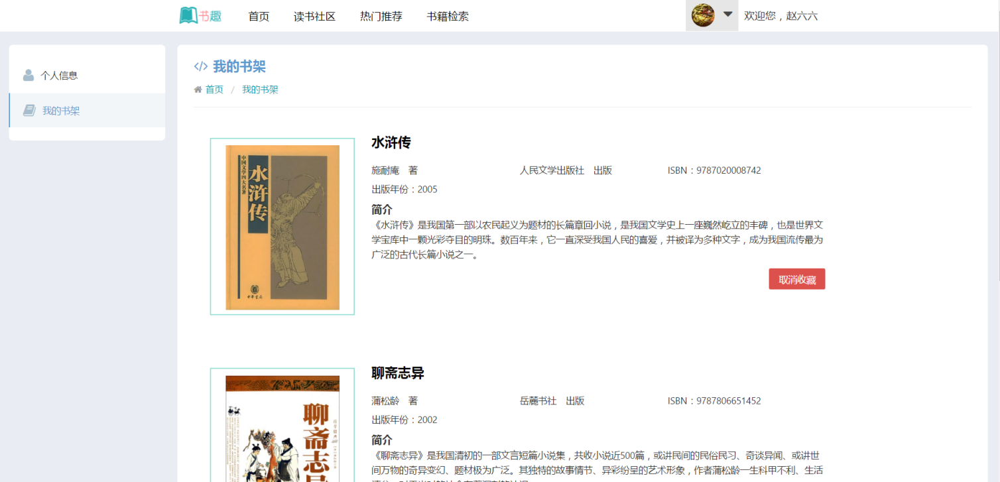 书趣
首页
读书社区
热门推荐
书籍检索
欢迎您，赵六六
个人信息
我的书架
</> 我的书架
首页 / 我的书架
中国文学四大名著
水浒传
中华书局
水浒传
施耐庵 著
人民文学出版社 出版
ISBN：9787020008742
出版年份：2005
简介
《水浒传》是我国第一部以农民起义为题材的长篇章回小说，是我国文学史上一座巍然屹立的丰碑，也是世界文
学宝库中一颗光彩夺目的明珠。数百年来，它一直深受我国人民的喜爱，并被译为多种文字，成为我国流传最为
广泛的古代长篇小说之一。
取消收藏
聊斋志异
聊斋志异
蒲松龄 著
岳麓书社 出版
ISBN：9787806651452
出版年份：2002
简介
《聊斋志异》是我国清初的一部文言短篇小说集，共收小说近500篇，或讲民间的民俗民习、奇谈异闻、或讲世
间万物的奇异变幻、题材极为广泛。其独特的故事情节、异彩纷呈的艺术形象，作者蒲松龄一生科甲不利、生活